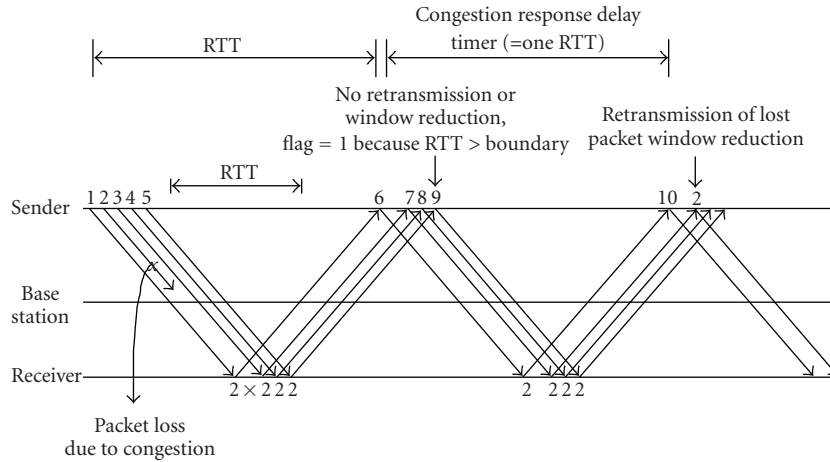 RTT
Congestion response delay
timer (=one RTT)
No retransmission or
window reduction,
flag = 1 because RTT > boundary
Retransmission of lost
packet window reduction
RTT
1 2 3 4 5
6 7 8 9
10 2
Sender
x
Base
station
Receiver
2 × 2 2 2
2 2 2 2
Packet loss
due to congestion